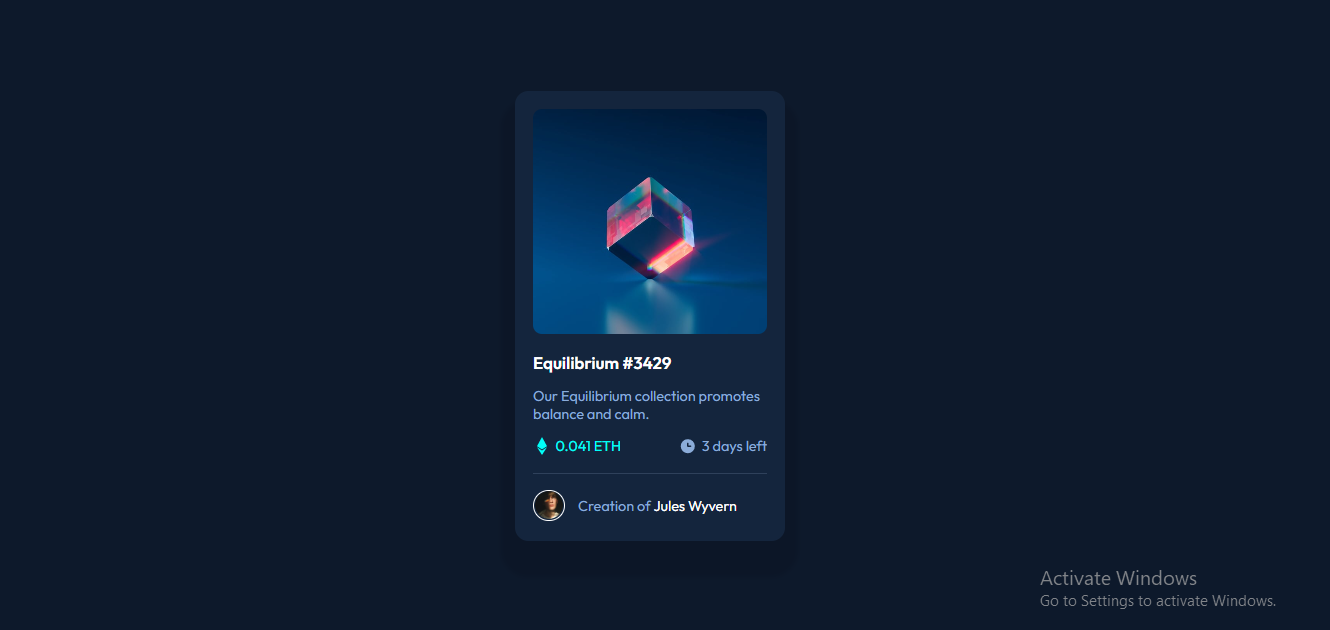 Equilibrium #3429
Our Equilibrium collection promotes
balance and calm.
0.041 ETH
3 days left
Creation of Jules Wyvern
Activate Windows
Go to Settings to activate Windows.